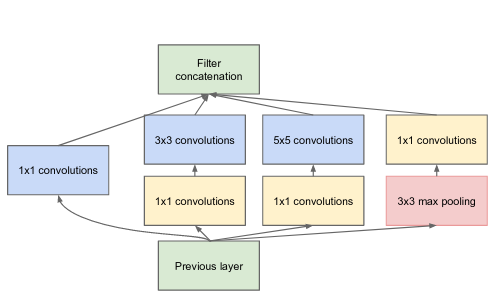 Filter
concatenation
3x3 convolutions
5x5 convolutions
1x1 convolutions
1x1 convolutions
1x1 convolutions
1x1 convolutions
3x3 max pooling
Previous layer